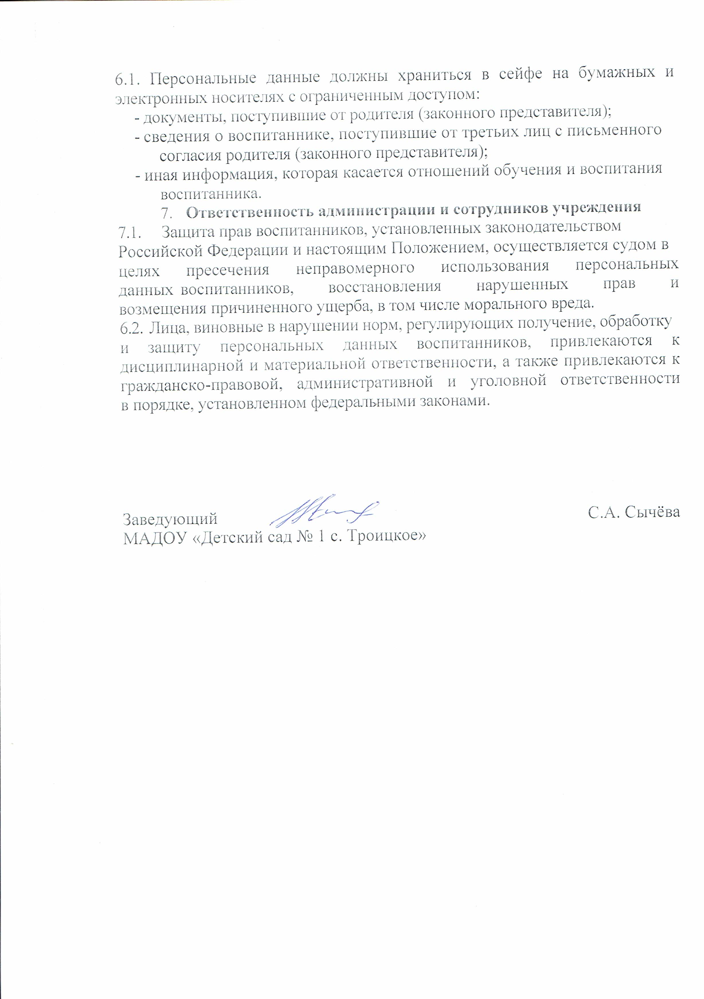 6.1. Персональные данные должны храниться в сейфе на бумажных и
электронных носителях с ограниченным доступом:
- документы, поступившие от родителя (законного представителя);
- сведения о воспитаннике, поступившие от третьих лиц с письменного
согласия родителя (законного представителя);
- иная информация, которая касается отношений обучения и воспитания
воспитанника.
7. Ответственность администрации и сотрудников учреждения
7.1. Защита прав воспитанников, установленных законодательством
Российской Федерации и настоящим Положением, осуществляется судом в
целях пресечения неправомерного использования персональных
данных воспитанников, восстановления нарушенных прав и
возмещения причиненного ущерба, в том числе морального вреда.
6.2. Лица, виновные в нарушении норм, регулирующих получение, обработку
и защиту персональных данных воспитанников, привлекаются к
дисциплинарной и материальной ответственности, а также привлекаются к
гражданско-правовой, административной и уголовной ответственности
в порядке, установленном федеральными законами.
Заведующий С.А. Сычёва
МАДОУ «Детский сад № 1 с. Троицкое»